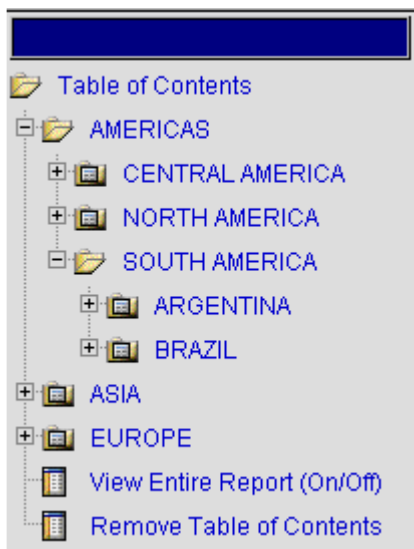 Table of Contents
AMERICAS
CENTRAL AMERICA
NORTH AMERICA
SOUTH AMERICA
ARGENTINA
BRAZIL
ASIA
EUROPE
View Entire Report (On/Off)
Remove Table of Contents